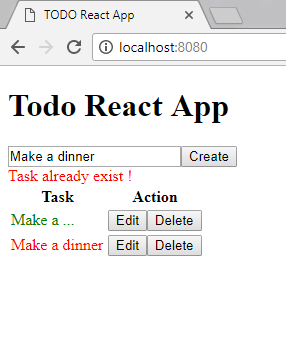 TODO React App
localhost:8080
Todo React App
Make a dinner Create
Task already exist !
Task Action
Make a ... Edit Delete
Make a dinner Edit Delete